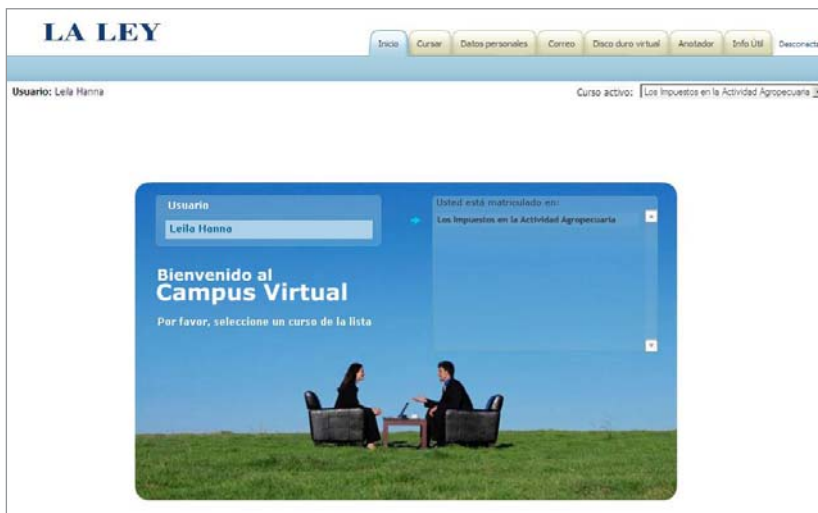 LA LEY
Inicio Cursar Datos personales Correo Disco duro virtual Anotador Info Útil Desconecta
Usuario: Leila Hanna
Curso activo: Los Impuestos en la Actividad Agropecuaria
Usuario
Leila Hanna
Usted está matriculado en:
Los Impuestos en la Actividad Agropecuaria
Bienvenido al
Campus Virtual
Por favor, seleccione un curso de la lista